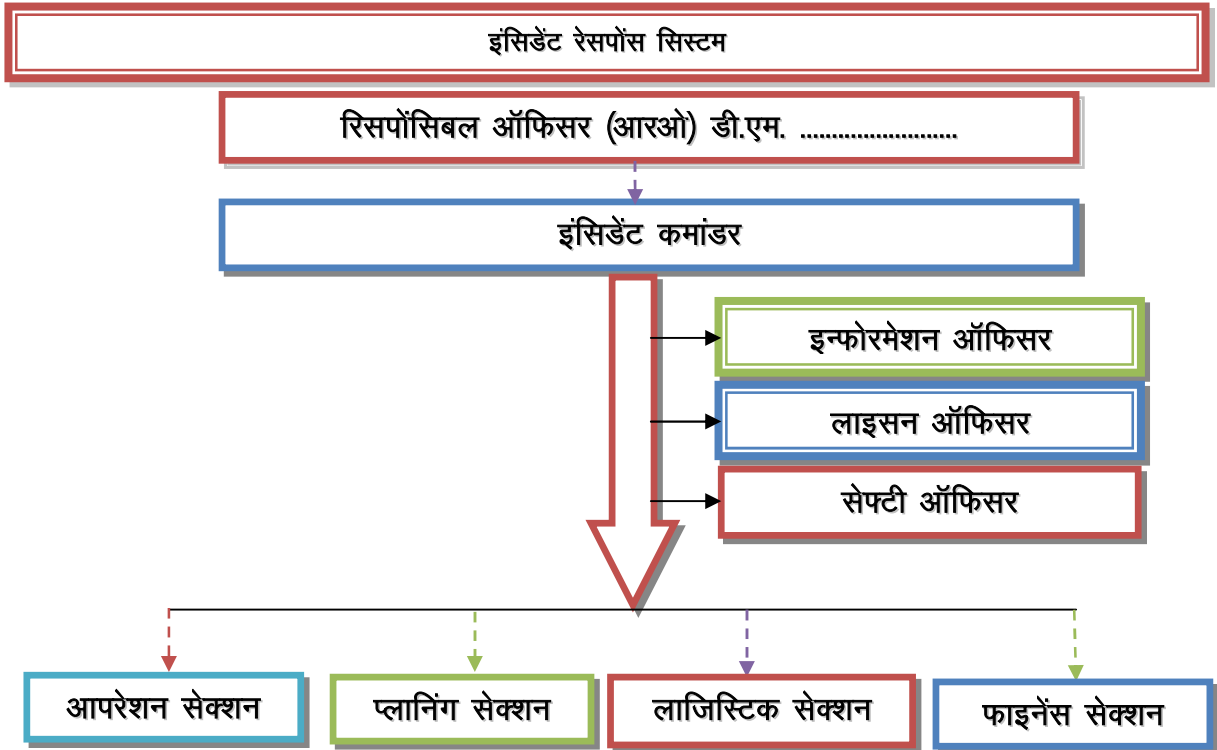 इंसिडेंट रेसपोंस सिस्टम
रिसपोंसिबल ऑफिसर (आरओ) डी.एम. .........................
इंसिडेंट कमांडर
इन्फोरमेशन ऑफिसर
लाइसन ऑफिसर
सेफ्टी ऑफिसर
आपरेशन सेक्शन
प्लानिंग सेक्शन
लाजिस्टिक सेक्शन
फाइनेंस सेक्शन